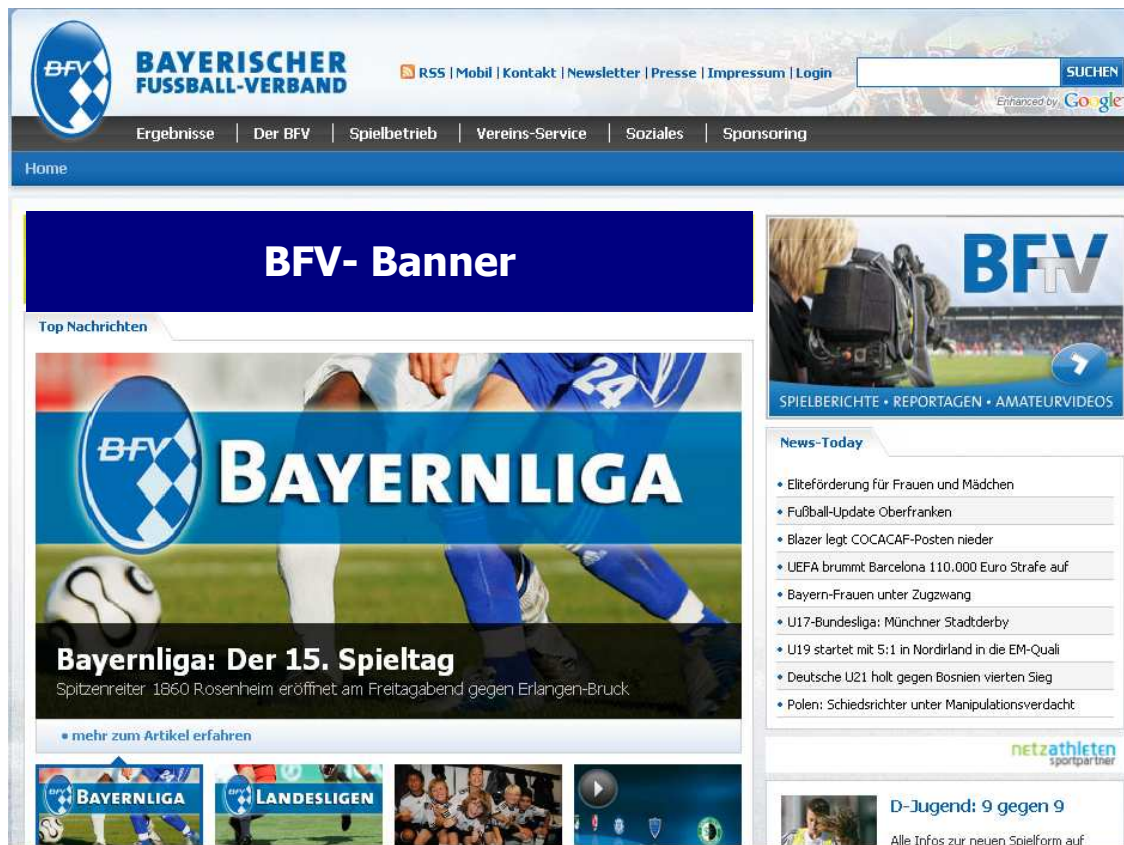 BFV
BAYERISCHER
FUSSBALL-VERBAND
RSS | Mobil | Kontakt | Newsletter | Presse | Impressum | Login
SUCHEN
Enhanced by Google
Ergebnisse | Der BFV | Spielbetrieb | Vereins-Service | Soziales | Sponsoring
Home
BFV- Banner
BFV TV
SPIELBERICHTE • REPORTAGEN • AMATEURVIDEOS
Top Nachrichten
24
BFV BAYERNLIGA
Bayernliga: Der 15. Spieltag
Spitzenreiter 1860 Rosenheim eröffnet am Freitagabend gegen Erlangen-Bruck
• mehr zum Artikel erfahren
BFV BAYERNLIGA
BFV LANDESLIGEN
News-Today
• Eliteförderung für Frauen und Mädchen
• Fußball-Update Oberfranken
• Blazer legt COCACAF-Posten nieder
• UEFA brummt Barcelona 110.000 Euro Strafe auf
• Bayern-Frauen unter Zugzwang
• U17-Bundesliga: Münchner Stadtderby
• U19 startet mit 5:1 in Nordirland in die EM-Quali
• Deutsche U21 holt gegen Bosnien vierten Sieg
• Polen: Schiedsrichter unter Manipulationsverdacht
netzathleten
sportpartner
D-Jugend: 9 gegen 9
Alle Infos zur neuen Spielform auf